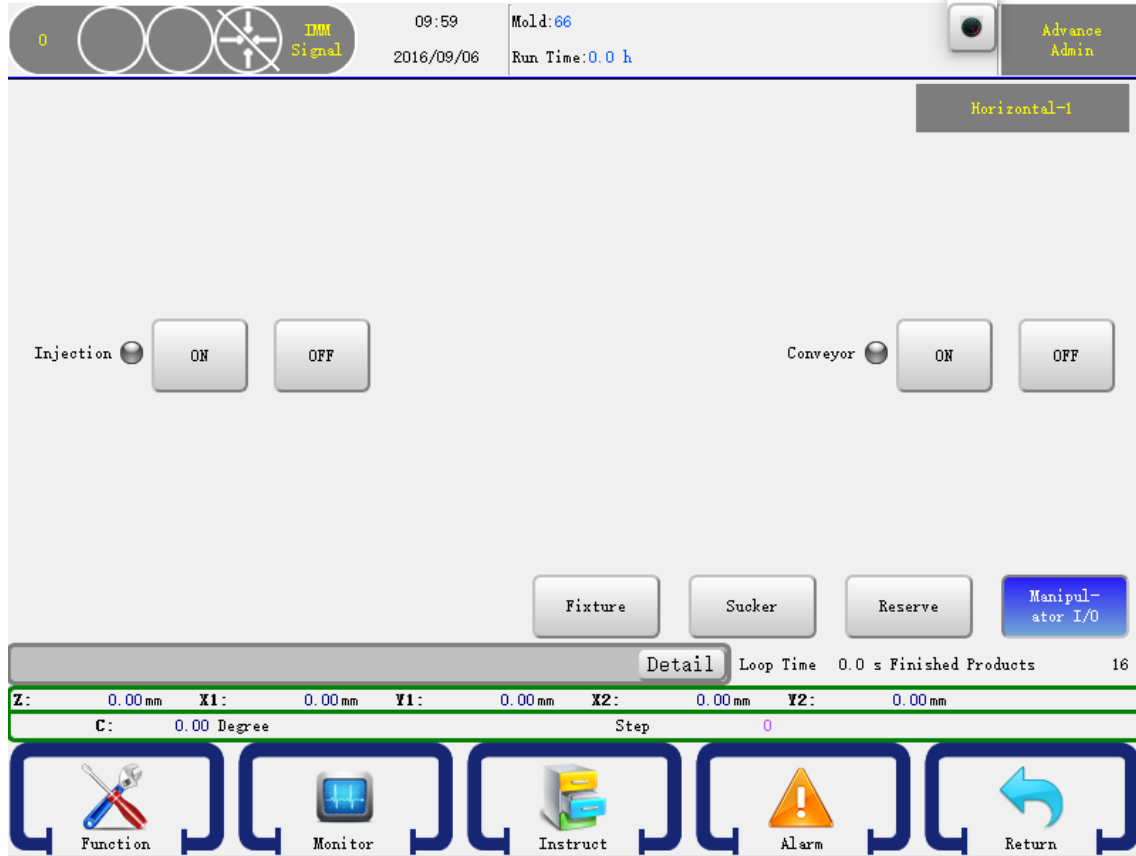 0
IMM
Signal
09:59
2016/09/06
Mold:66
Run Time:0.0 h
Advance
Admin
Horizontal-1
Injection ON OFF Conveyor ON OFF
Fixture Sucker Reserve Manipul-
ator I/O
Detail Loop Time 0.0 s Finished Products 16
Z: 0.00 mm X1: 0.00 mm Y1: 0.00 mm X2: 0.00 mm Y2: 0.00 mm
C: 0.00 Degree Step 0
Function Monitor Instruct Alarm Return